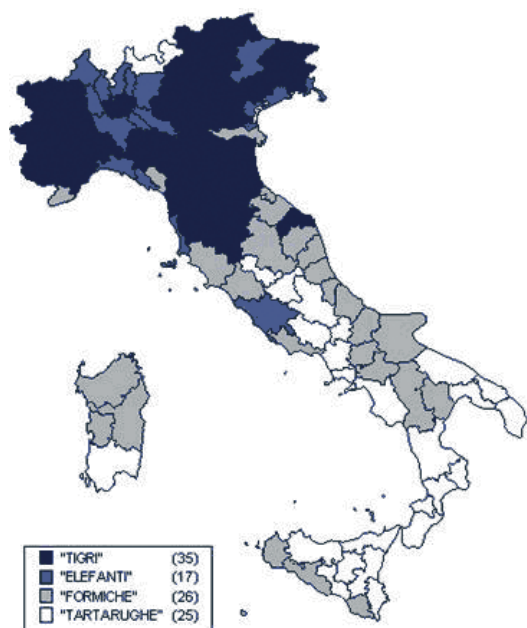 "TIGRI" (35)
"ELEFANTI" (17)
"FORMICHE" (26)
"TARTARUGHE" (25)